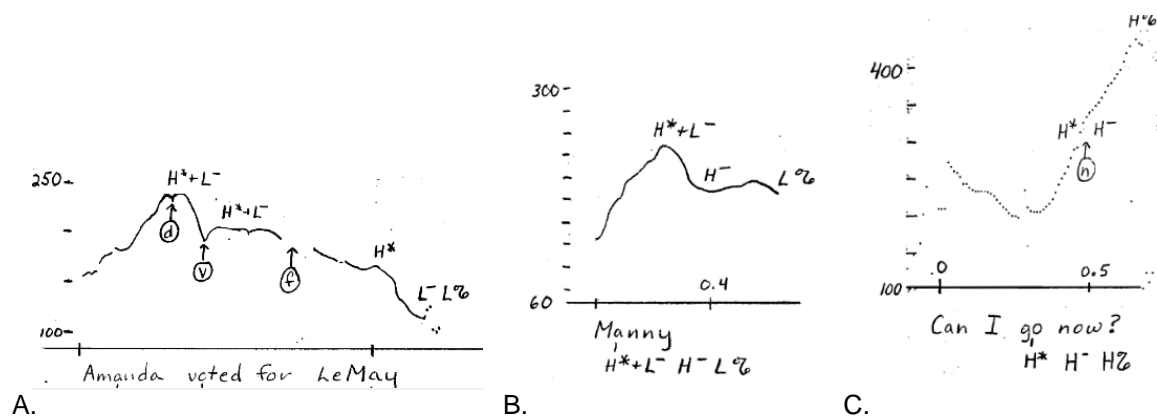 250-
H*+L-
H*+L-
d
v
f
H*
L- L%
100-
Amanda voted for LeMay
A.
300-
H*+L-
H-
L%
0.4
60
Manny
H*+L- H- L%
B.
H%
400-
H* H-
n
0
0.5
100
Can I go now?
H* H- H%
C.